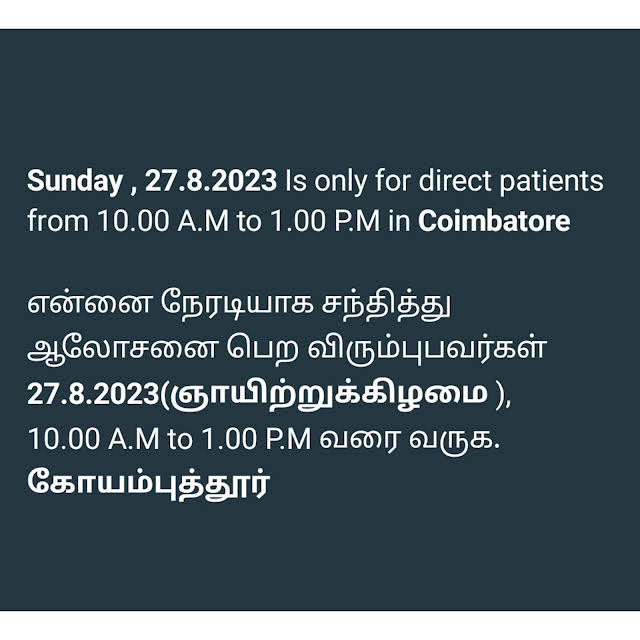 Sunday , 27.8.2023 Is only for direct patients
from 10.00 A.M to 1.00 P.M in Coimbatore
என்னை நேரடியாக சந்தித்து
ஆலோசனை பெற விரும்புபவர்கள்
27.8.2023(ஞாயிற்றுக்கிழமை ),
10.00 A.M to 1.00 P.M வரை வருக.
கோயம்புத்தூர்